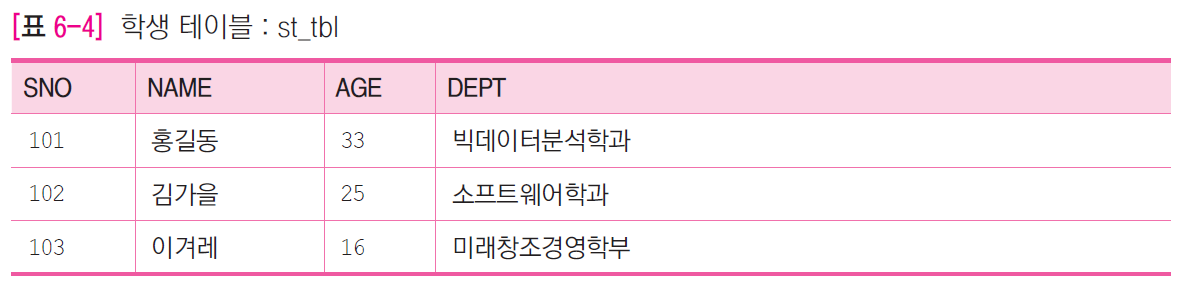 [표 6-4] 학생 테이블 : st_tbl
SNO NAME AGE DEPT
101 홍길동 33 빅데이터분석학과
102 김가을 25 소프트웨어학과
103 이겨레 16 미래창조경영학부